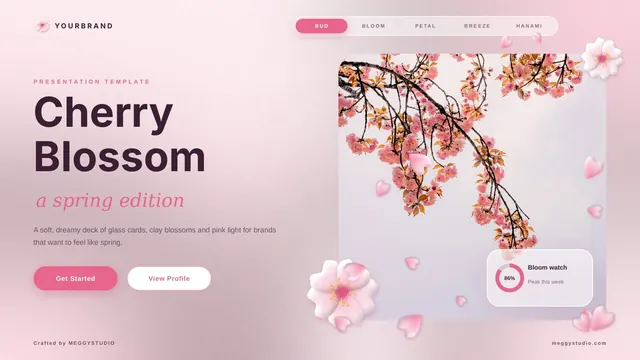 YOURBRAND
BUD
BLOOM
PETAL
BREEZE
HANAMI
PRESENTATION TEMPLATE
Cherry
Blossom
a spring edition
A soft, dreamy deck of glass cards, clay blossoms and pink light for brands
that want to feel like spring.
Get Started
View Profile
86%
Bloom watch
Peak this week
Crafted by MEGGYSTUDIO
meggystudio.com